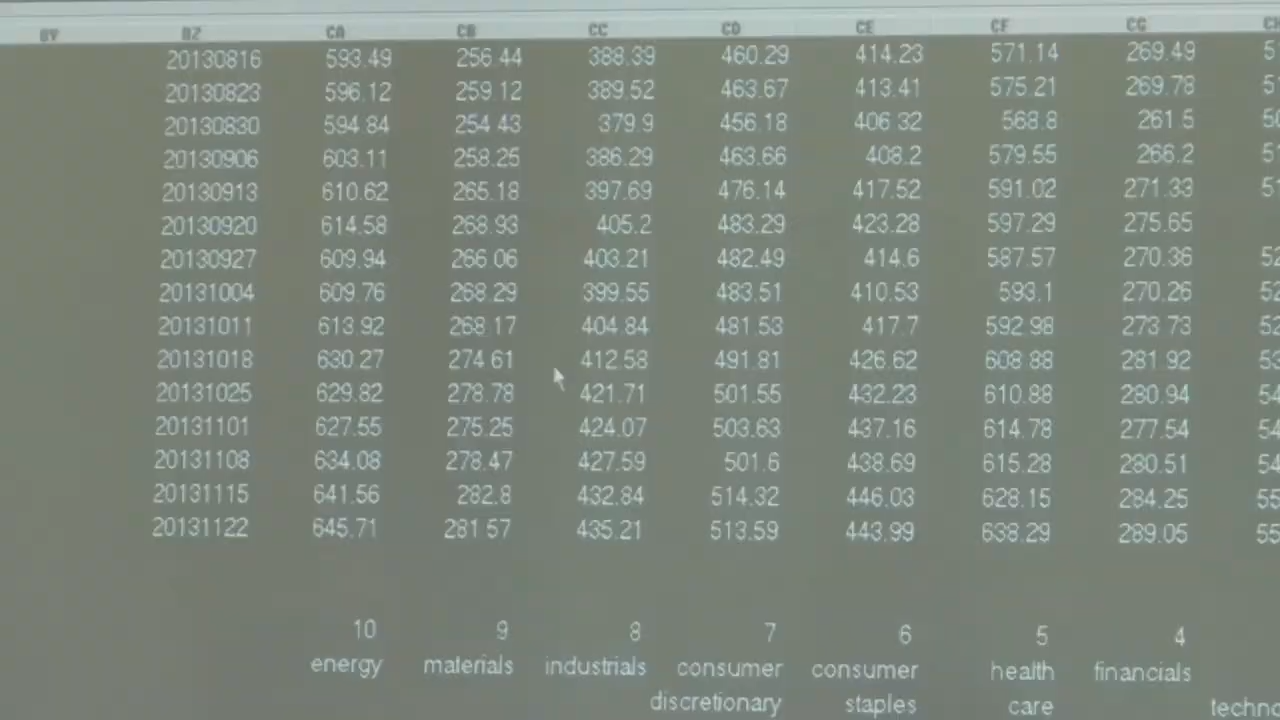 BY BZ CA CB CC CD CE CF CG
20130816 593.49 256.44 388.39 460.29 414.23 571.14 269.49
20130823 596.12 259.12 389.52 463.67 413.41 575.21 269.78
20130830 594.84 254.43 379.9 456.18 406.32 568.8 261.5
20130906 603.11 258.25 386.29 463.66 408.2 579.55 266.2
20130913 610.62 265.18 397.69 476.14 417.52 591.02 271.33
20130920 614.58 268.93 405.2 483.29 423.28 597.29 275.65
20130927 609.94 266.06 403.21 482.49 414.6 587.57 270.36
20131004 609.76 268.29 399.55 483.51 410.53 593.1 270.26
20131011 613.92 268.17 404.84 481.53 417.7 592.98 273.73
20131018 630.27 274.61 412.58 491.81 426.62 608.88 281.92
20131025 629.82 278.78 421.71 501.55 432.23 610.88 280.94
20131101 627.55 275.25 424.07 503.63 437.16 614.78 277.54
20131108 634.08 278.47 427.59 501.6 438.69 615.28 280.51
20131115 641.56 282.8 432.84 514.32 446.03 628.15 284.25
20131122 645.71 281.57 435.21 513.59 443.99 638.29 289.05
10 9 8 7 6 5 4
energy materials industrials consumer consumer health financials
discretionary staples care